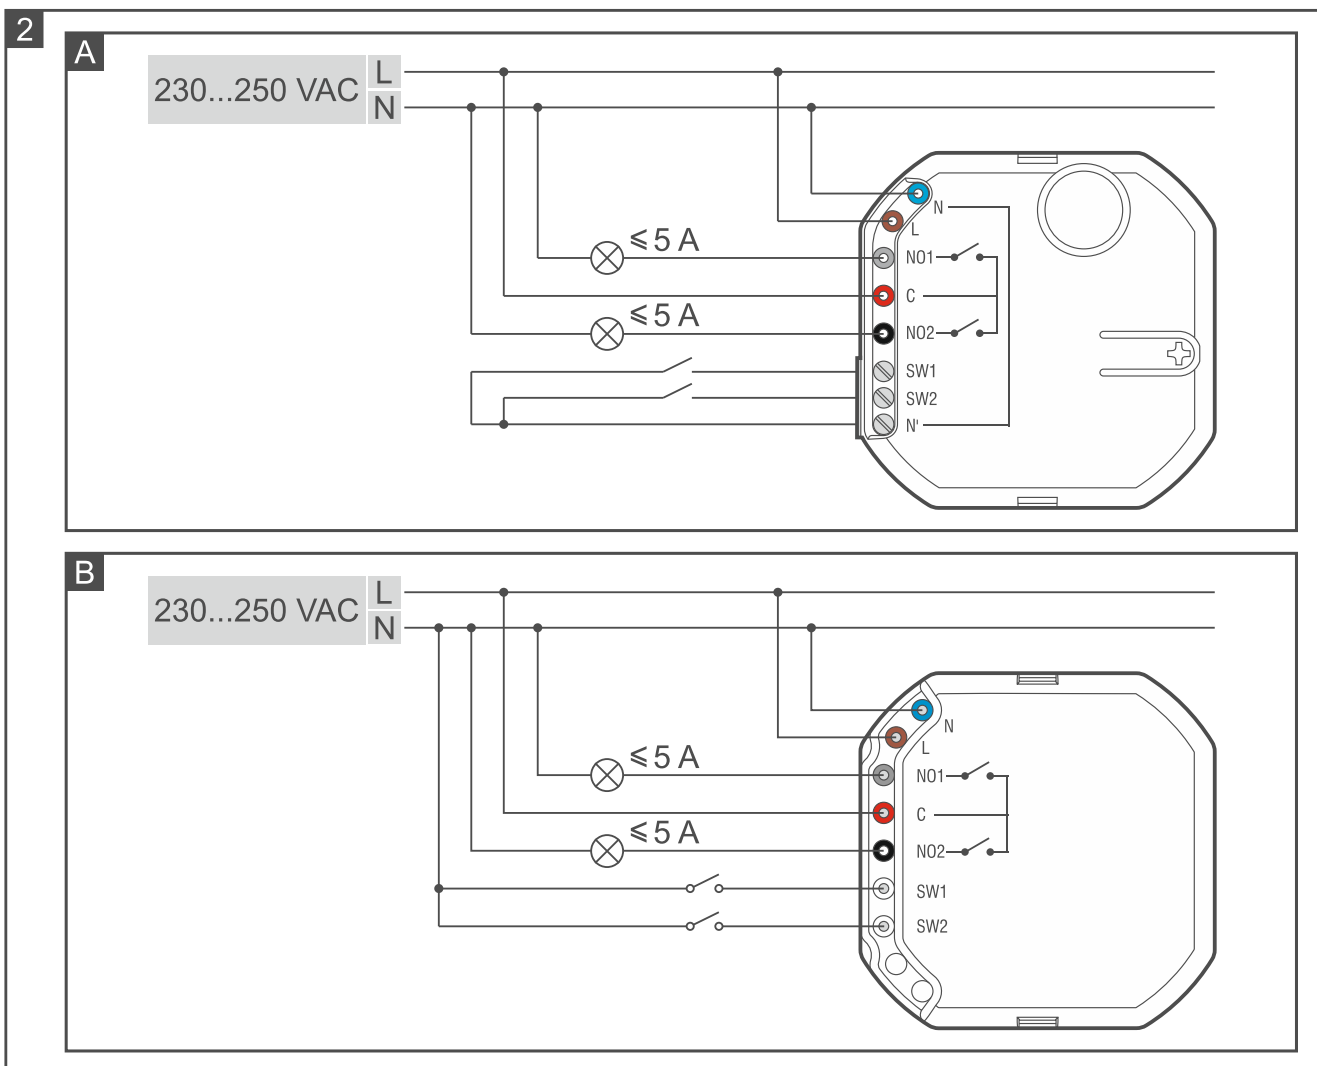 2
A
230...250 VAC
L
N
N
L
⩽ 5 A
NO1
C
⩽ 5 A
NO2
SW1
SW2
N'
B
230...250 VAC
L
N
N
L
⩽ 5 A
NO1
C
⩽ 5 A
NO2
SW1
SW2